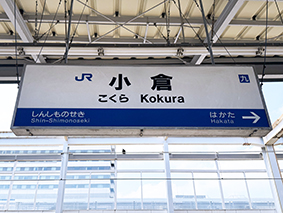 JR 小倉 九
こくら Kokura
しんしものせき はかた
Shin-Shimonoseki Hakata